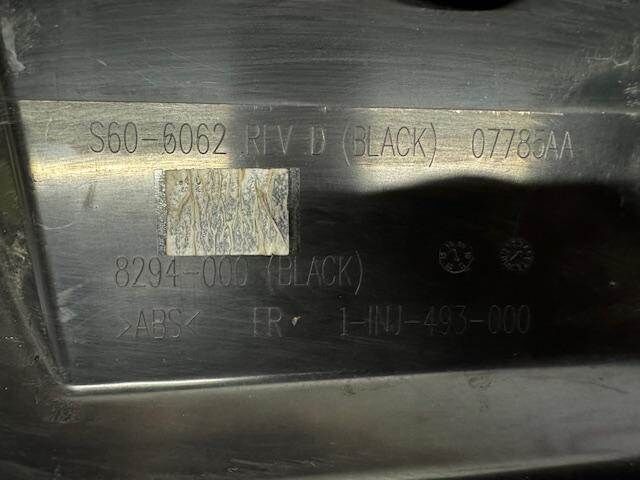 S60-6062 REV D (BLACK) 07785AA
8294-000 (BLACK)
>ABS< FR 1-INJ-493-000